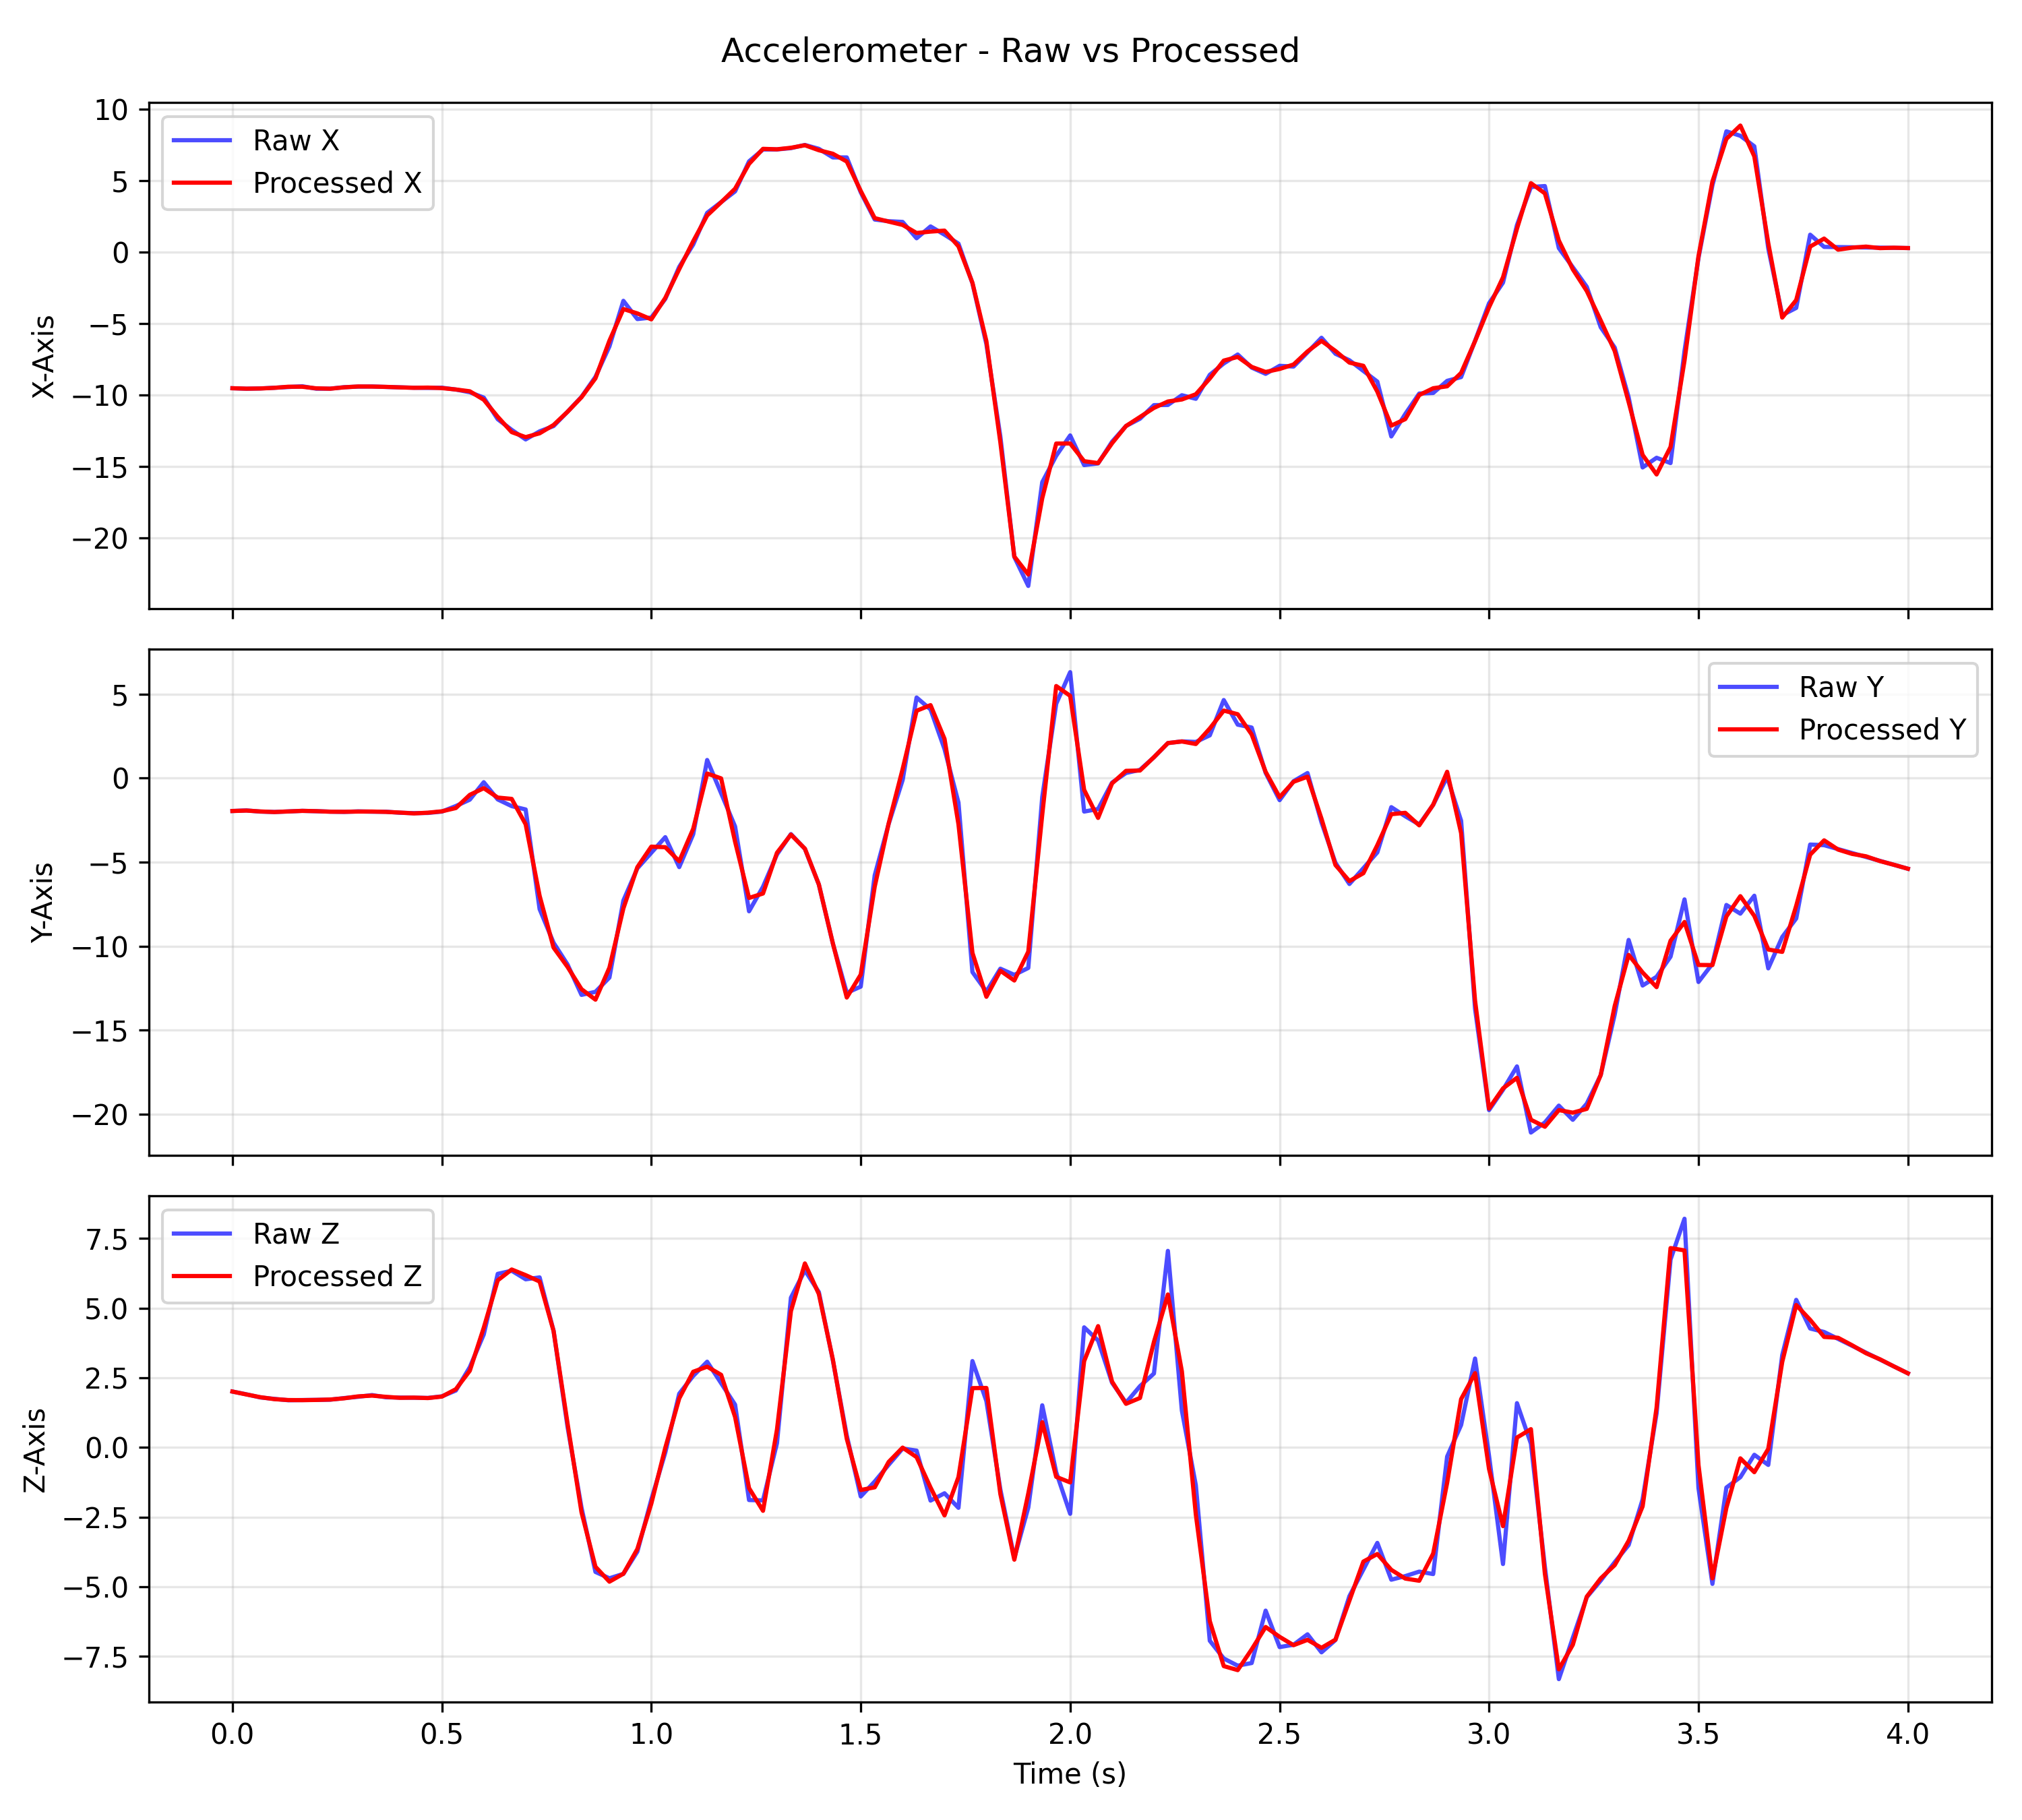 Accelerometer - Raw vs Processed
10
5
0
−5
−10
−15
−20
X-Axis
Raw X
Processed X
5
0
−5
−10
−15
−20
Y-Axis
Raw Y
Processed Y
7.5
5.0
2.5
0.0
−2.5
−5.0
−7.5
Z-Axis
Raw Z
Processed Z
0.0 0.5 1.0 1.5 2.0 2.5 3.0 3.5 4.0
Time (s)